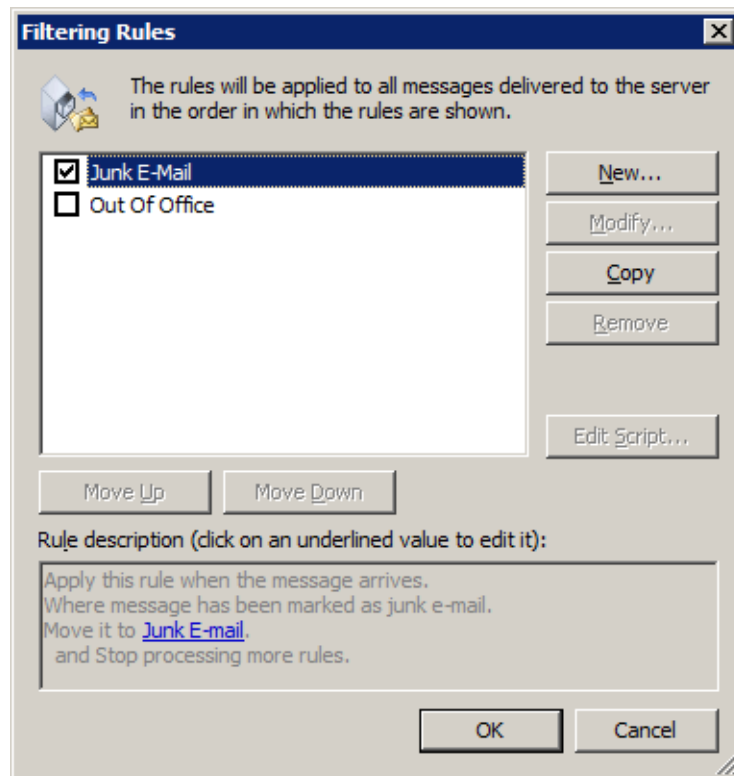 Filtering Rules
The rules will be applied to all messages delivered to the server
in the order in which the rules are shown.
Junk E-Mail
Out Of Office
New...
Modify...
Copy
Remove
Edit Script...
Move Up
Move Down
Rule description (click on an underlined value to edit it):
Apply this rule when the message arrives.
Where message has been marked as junk e-mail.
Move it to Junk E-mail.
and Stop processing more rules.
OK
Cancel